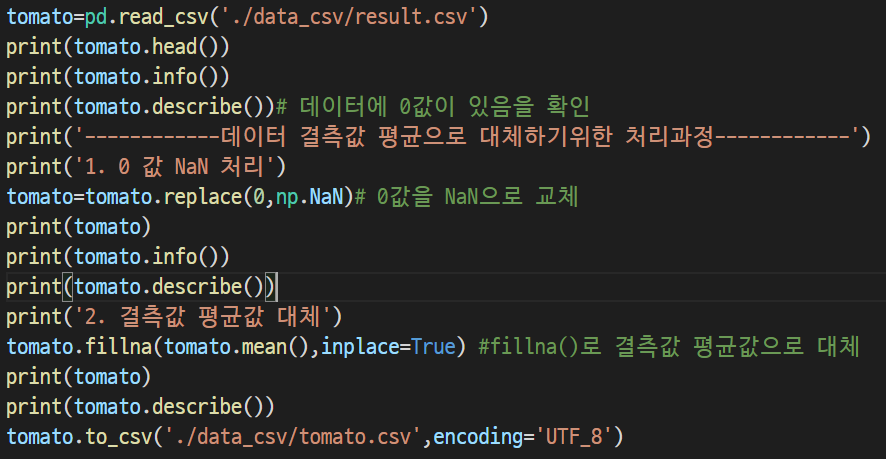 tomato=pd.read_csv('./data_csv/result.csv')
print(tomato.head())
print(tomato.info())
print(tomato.describe())# 데이터에 0값이 있음을 확인
print('------------데이터 결측값 평균으로 대체하기위한 처리과정------------')
print('1. 0 값 NaN 처리')
tomato=tomato.replace(0,np.NaN)# 0값을 NaN으로 교체
print(tomato)
print(tomato.info())
print(tomato.describe())
print('2. 결측값 평균값 대체')
tomato.fillna(tomato.mean(),inplace=True) #fillna()로 결측값 평균값으로 대체
print(tomato)
print(tomato.describe())
tomato.to_csv('./data_csv/tomato.csv',encoding='UTF_8')